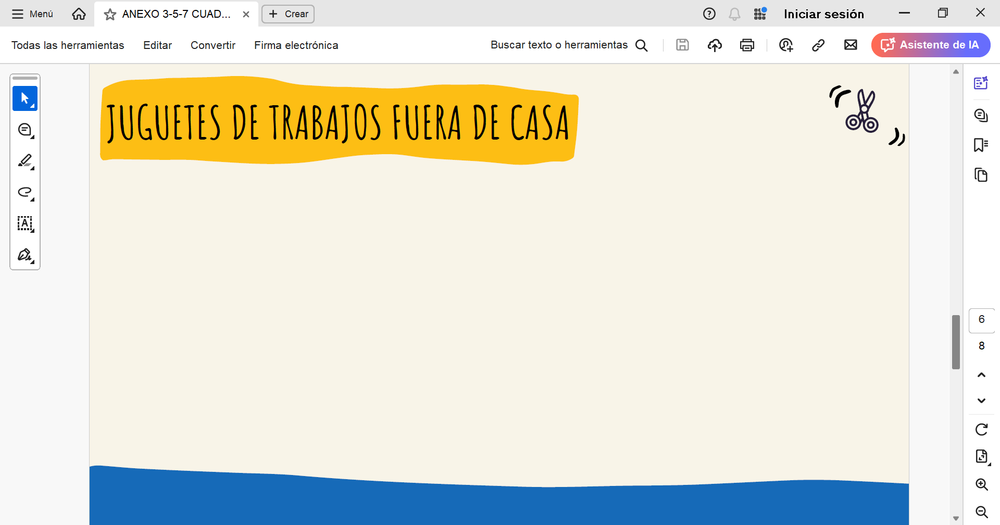 Menú
ANEXO 3-5-7 CUAD...
Crear
Iniciar sesión
Todas las herramientas
Editar
Convertir
Firma electrónica
Buscar texto o herramientas
Asistente de IA
JUGUETES DE TRABAJOS FUERA DE CASA
6
8